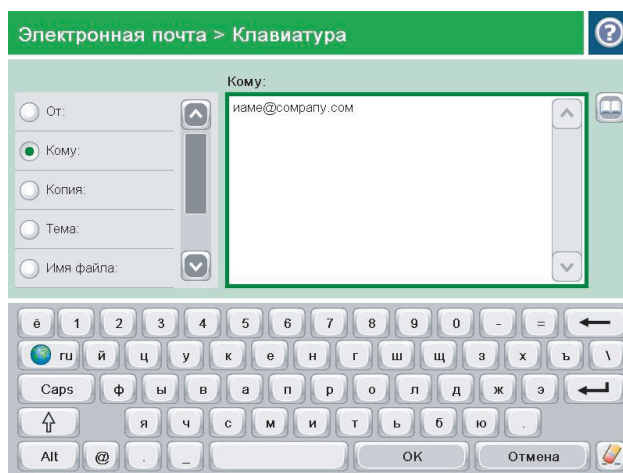 Электронная почта > Клавиатура
?
Кому:
От:
Кому:
Копия:
Тема:
Имя файла:
иаме@сompany.com
ё 1 2 3 4 5 6 7 8 9 0 - =
ru й ц у к е н г ш щ з х ъ \
Caps ф ы в а п р о л д ж э
я ч с м и т ь б ю .
Alt @ . _ OK Отмена